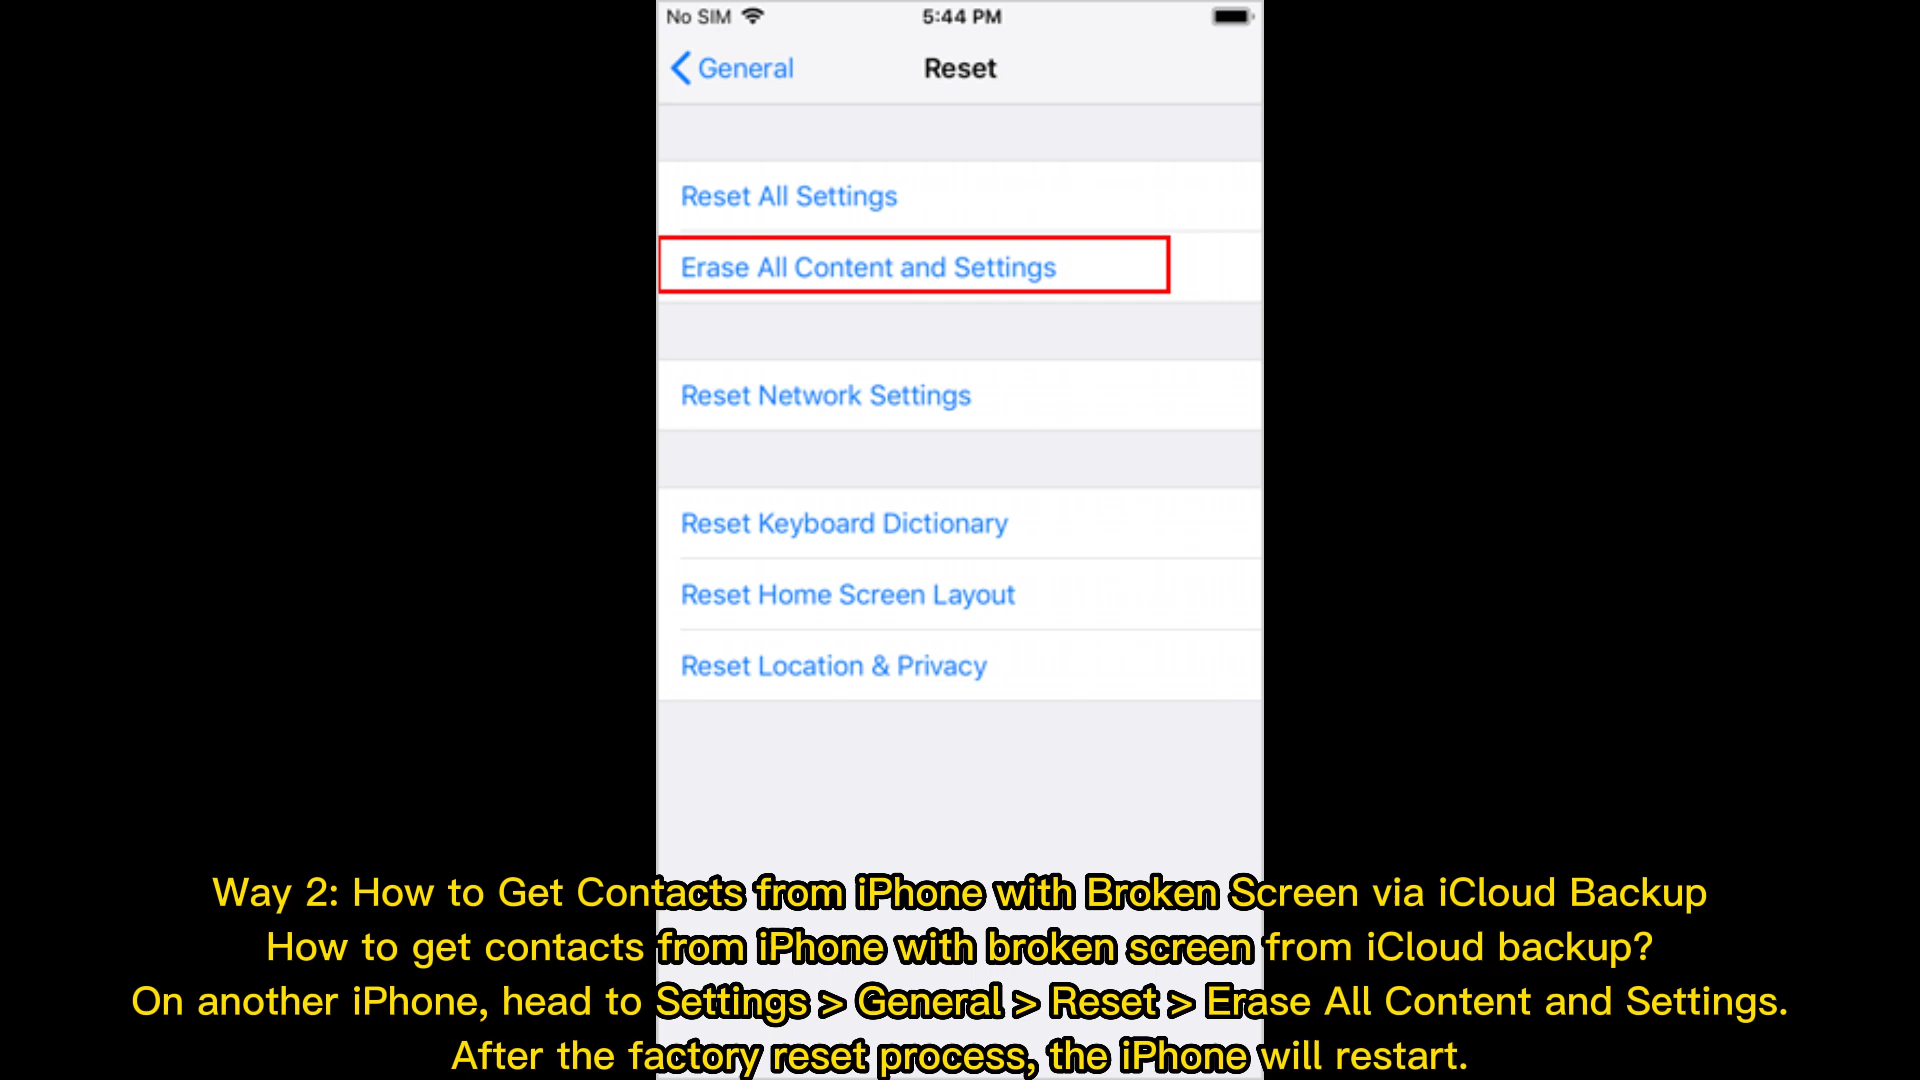 No SIM 5:44 PM
General Reset
Reset All Settings
Erase All Content and Settings
Reset Network Settings
Reset Keyboard Dictionary
Reset Home Screen Layout
Reset Location & Privacy
Way 2: How to Get Contacts from iPhone with Broken Screen via iCloud Backup
How to get contacts from iPhone with broken screen from iCloud backup?
On another iPhone, head to Settings > General > Reset > Erase All Content and Settings.
After the factory reset process, the iPhone will restart.